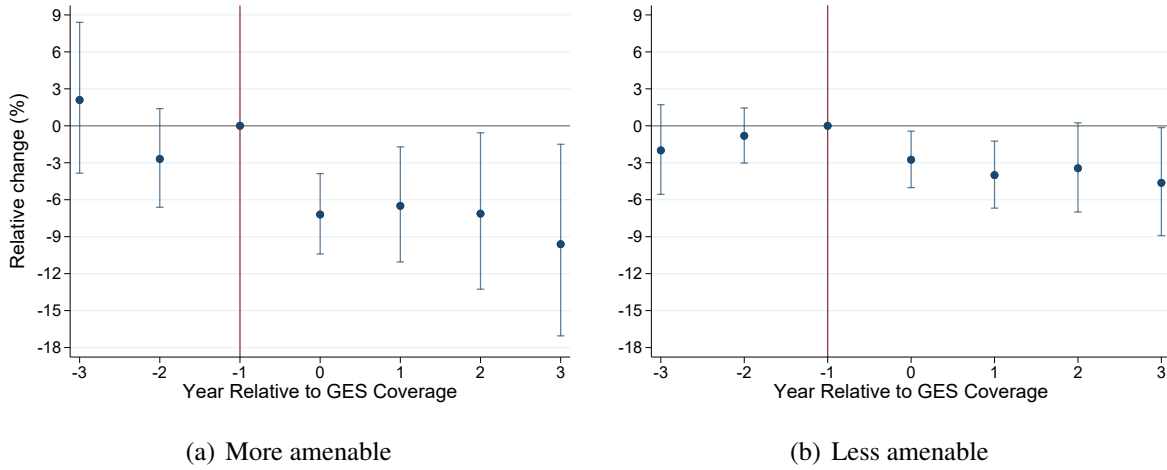 Relative change (%)
9
6
3
0
-3
-6
-9
-12
-15
-18
-3 -2 -1 0 1 2 3
Year Relative to GES Coverage
(a) More amenable
9
6
3
0
-3
-6
-9
-12
-15
-18
-3 -2 -1 0 1 2 3
Year Relative to GES Coverage
(b) Less amenable